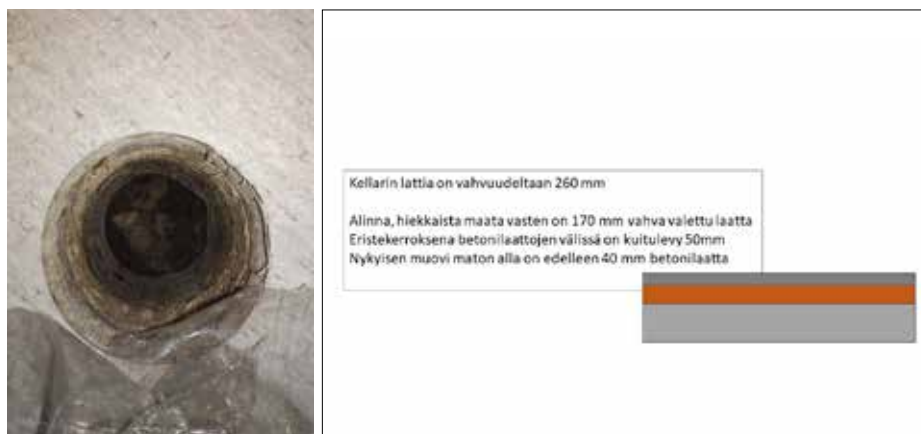 Kellarin lattia on vahvuudeltaan 260 mm
Alinna, hiekkaista maata vasten on 170 mm vahva valettu laatta
Eristekerroksena betonilaattojen välissä on kuitulevy 50mm
Nykyisen muovi maton alla on edelleen 40 mm betonilaatta